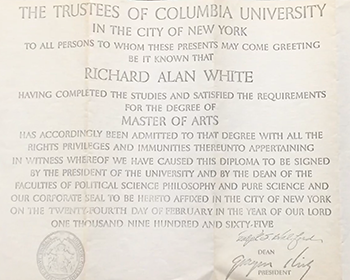 THE TRUSTEES OF COLUMBIA UNIVERSITY
IN THE CITY OF NEW YORK
TO ALL PERSONS TO WHOM THESE PRESENTS MAY COME GREETING
BE IT KNOWN THAT
RICHARD ALAN WHITE
HAVING COMPLETED THE STUDIES AND SATISFIED THE REQUIREMENTS
FOR THE DEGREE OF
MASTER OF ARTS
HAS ACCORDINGLY BEEN ADMITTED TO THAT DEGREE WITH ALL THE
RIGHTS PRIVILEGES AND IMMUNITIES THEREUNTO APPERTAINING
IN WITNESS WHEREOF WE HAVE CAUSED THIS DIPLOMA TO BE SIGNED
BY THE PRESIDENT OF THE UNIVERSITY AND BY THE DEAN OF THE
FACULTIES OF POLITICAL SCIENCE PHILOSOPHY AND PURE SCIENCE AND
OUR CORPORATE SEAL TO BE HERETO AFFIXED IN THE CITY OF NEW YORK
ON THE TWENTY-FOURTH DAY OF FEBRUARY IN THE YEAR OF OUR LORD
ONE THOUSAND NINE HUNDRED AND SIXTY-FIVE
DEAN
PRESIDENT